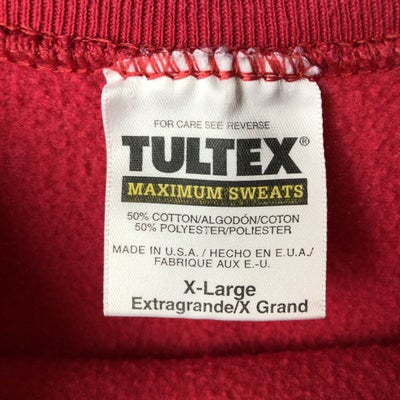 FOR CARE SEE REVERSE
TULTEX®
MAXIMUM SWEATS
50% COTTON/ALGODÓN/COTON
50% POLYESTER/POLIESTER
MADE IN U.S.A. / HECHO EN E.U.A./
FABRIQUE AUX E.-U.
X-Large
Extragrande/X Grand